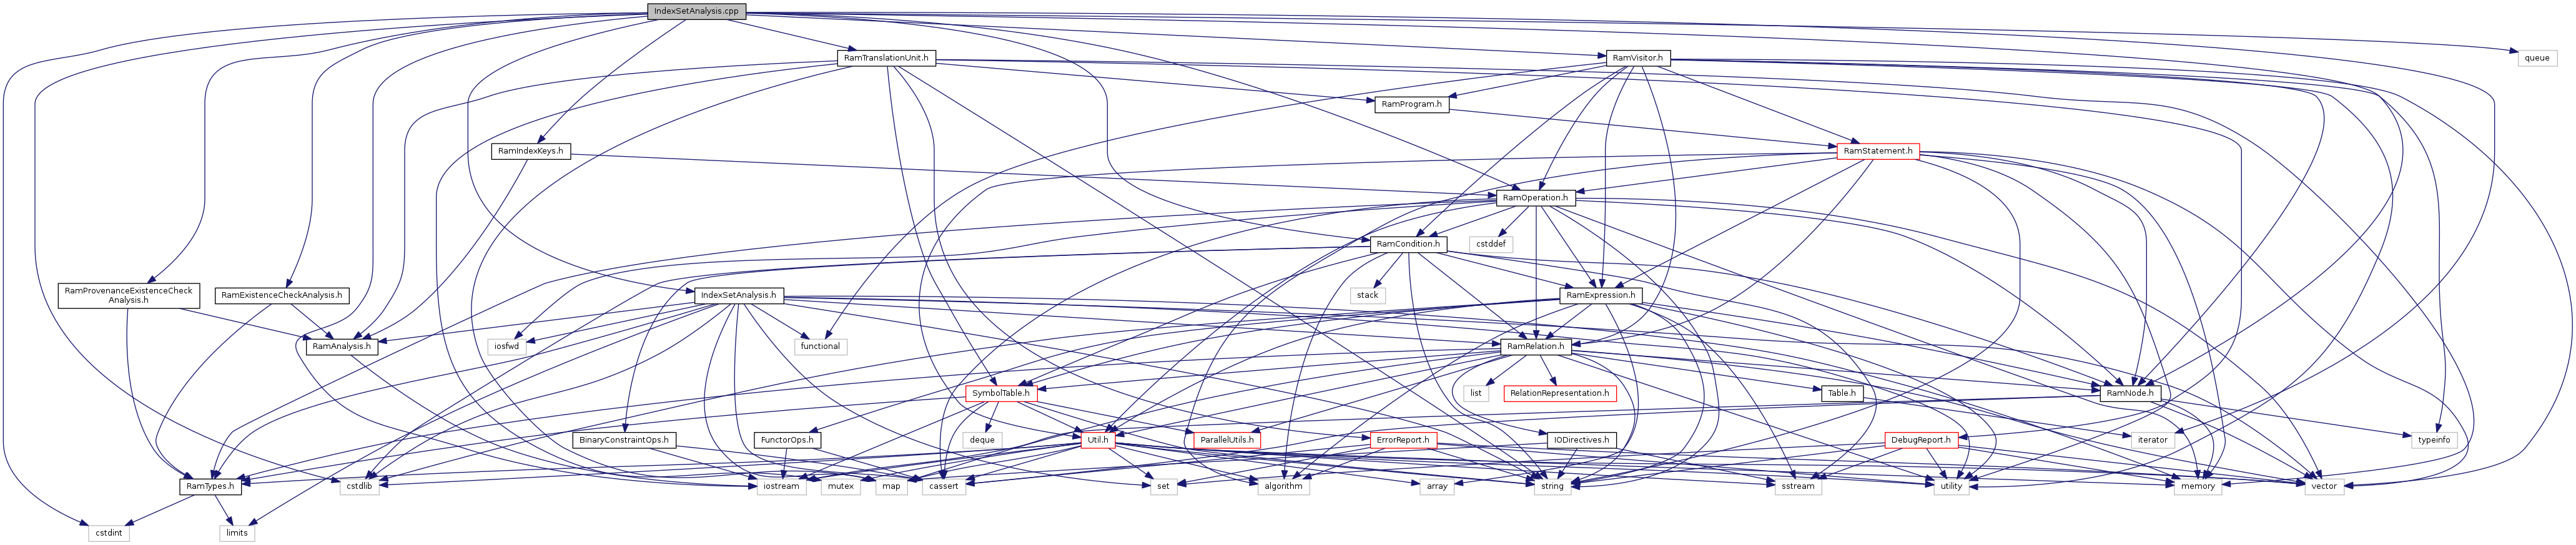 IndexSetAnalysis.cpp
RamTranslationUnit.h
RamVisitor.h
queue
RamProgram.h
RamIndexKeys.h
RamStatement.h
RamOperation.h
RamCondition.h
cstddef
RamProvenanceExistenceCheck
Analysis.h
RamExistenceCheckAnalysis.h
IndexSetAnalysis.h
stack
RamExpression.h
RamAnalysis.h
iosfwd
functional
RamRelation.h
SymbolTable.h
list
RelationRepresentation.h
Table.h
RamNode.h
BinaryConstraintOps.h
FunctorOps.h
deque
Util.h
ParallelUtils.h
ErrorReport.h
IODirectives.h
DebugReport.h
iterator
typeinfo
RamTypes.h
cstdlib
iostream
mutex
map
cassert
set
algorithm
array
string
sstream
utility
memory
vector
cstdint
limits